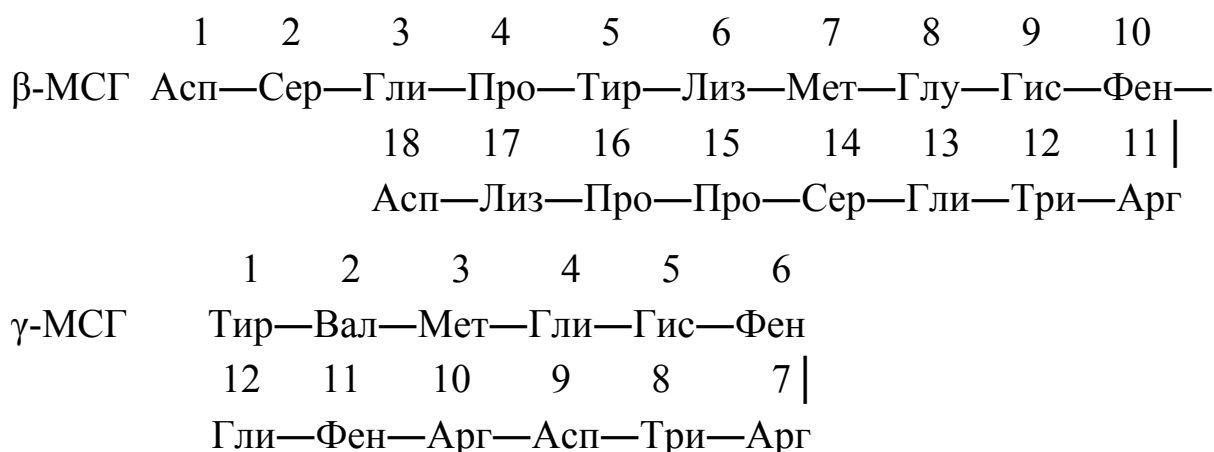 1 2 3 4 5 6 7 8 9 10
β-МСГ Асп—Сер—Гли—Про—Тир—Лиз—Мет—Глу—Гис—Фен—
18 17 16 15 14 13 12 11
Асп—Лиз—Про—Про—Сер—Гли—Три—Арг
1 2 3 4 5 6
γ-МСГ Тир—Вал—Мет—Гли—Гис—Фен
12 11 10 9 8 7
Гли—Фен—Арг—Асп—Три—Арг